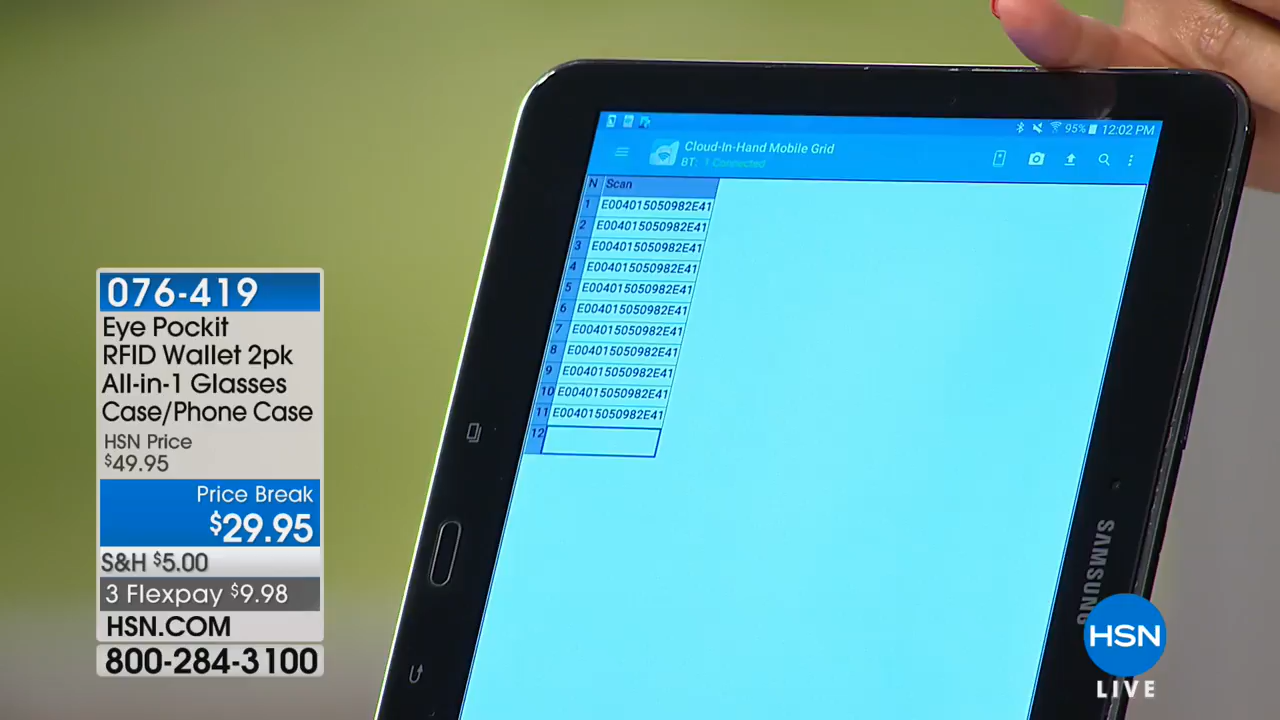 076-419
Eye Pockit
RFID Wallet 2pk
All-in-1 Glasses
Case/Phone Case
HSN Price
$49.95
Price Break
$29.95
S&H $5.00
3 Flexpay $9.98
HSN.COM
800-284-3100
95% 12:02 PM
Cloud-In-Hand Mobile Grid
BT: 1 Connected
N Scan
1 E004015050982E41
2 E004015050982E41
3 E004015050982E41
4 E004015050982E41
5 E004015050982E41
6 E004015050982E41
7 E004015050982E41
8 E004015050982E41
9 E004015050982E41
10 E004015050982E41
11 E004015050982E41
12
SAMSUNG
HSN
LIVE